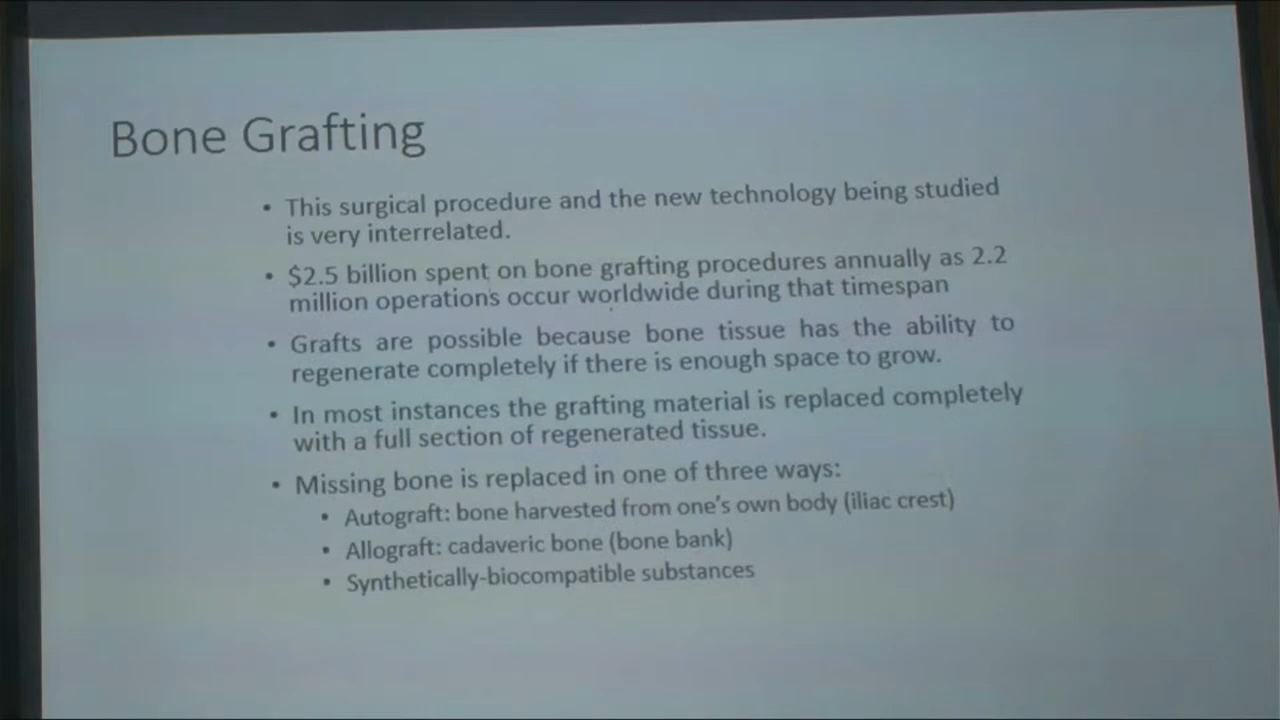 Bone Grafting
• This surgical procedure and the new technology being studied
is very interrelated.
• $2.5 billion spent on bone grafting procedures annually as 2.2
million operations occur worldwide during that timespan
• Grafts are possible because bone tissue has the ability to
regenerate completely if there is enough space to grow.
• In most instances the grafting material is replaced completely
with a full section of regenerated tissue.
• Missing bone is replaced in one of three ways:
• Autograft: bone harvested from one's own body (iliac crest)
• Allograft: cadaveric bone (bone bank)
• Synthetically-biocompatible substances